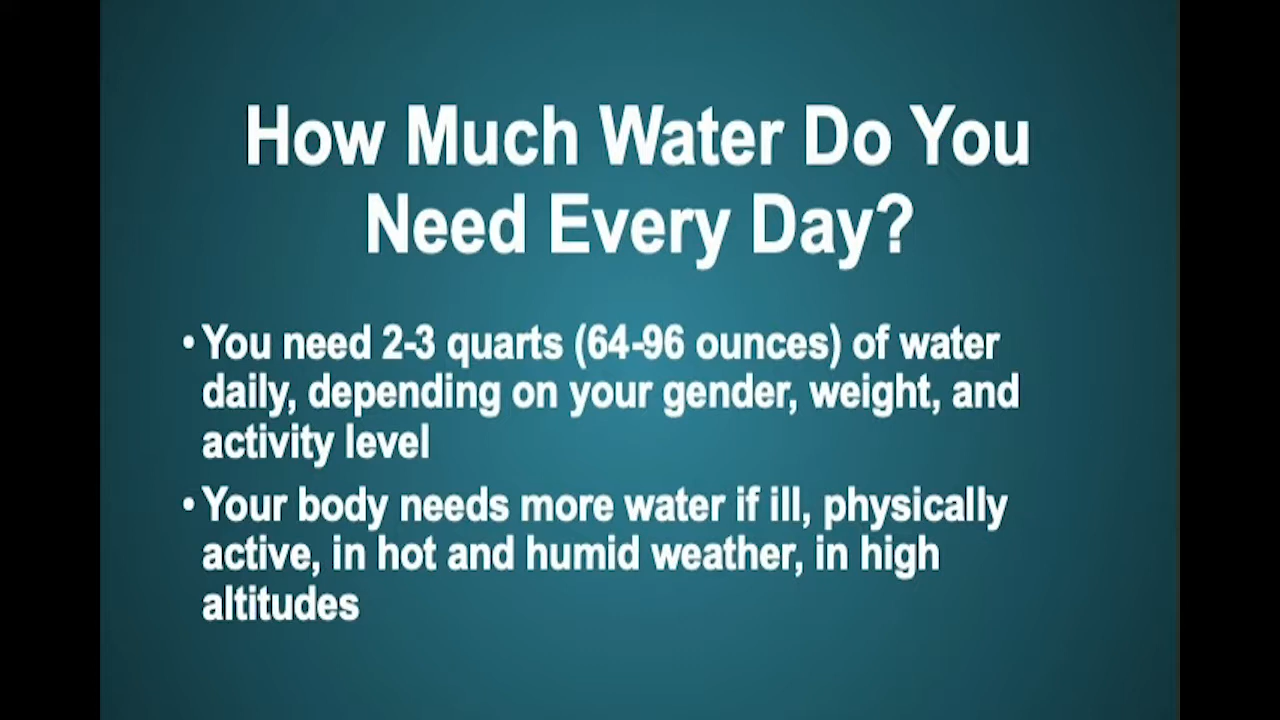 How Much Water Do You
Need Every Day?
• You need 2-3 quarts (64-96 ounces) of water
daily, depending on your gender, weight, and
activity level
• Your body needs more water if ill, physically
active, in hot and humid weather, in high
altitudes